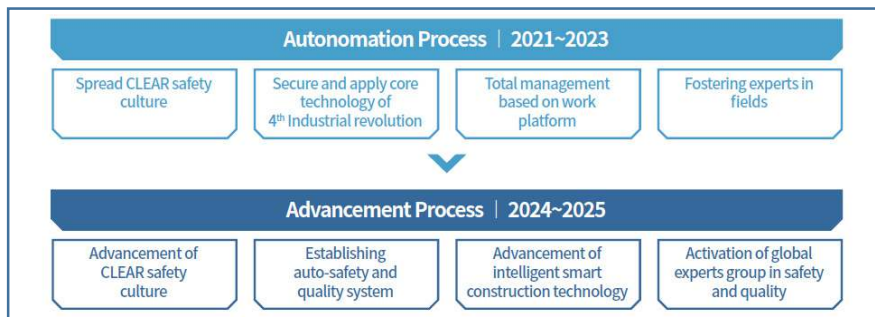 Autonomation Process | 2021~2023
Spread CLEAR safety
culture
Secure and apply core
technology of
4th Industrial revolution
Total management
based on work
platform
Fostering experts in
fields
Advancement Process | 2024~2025
Advancement of
CLEAR safety
culture
Establishing
auto-safety and
quality system
Advancement of
intelligent smart
construction technology
Activation of global
experts group in safety
and quality